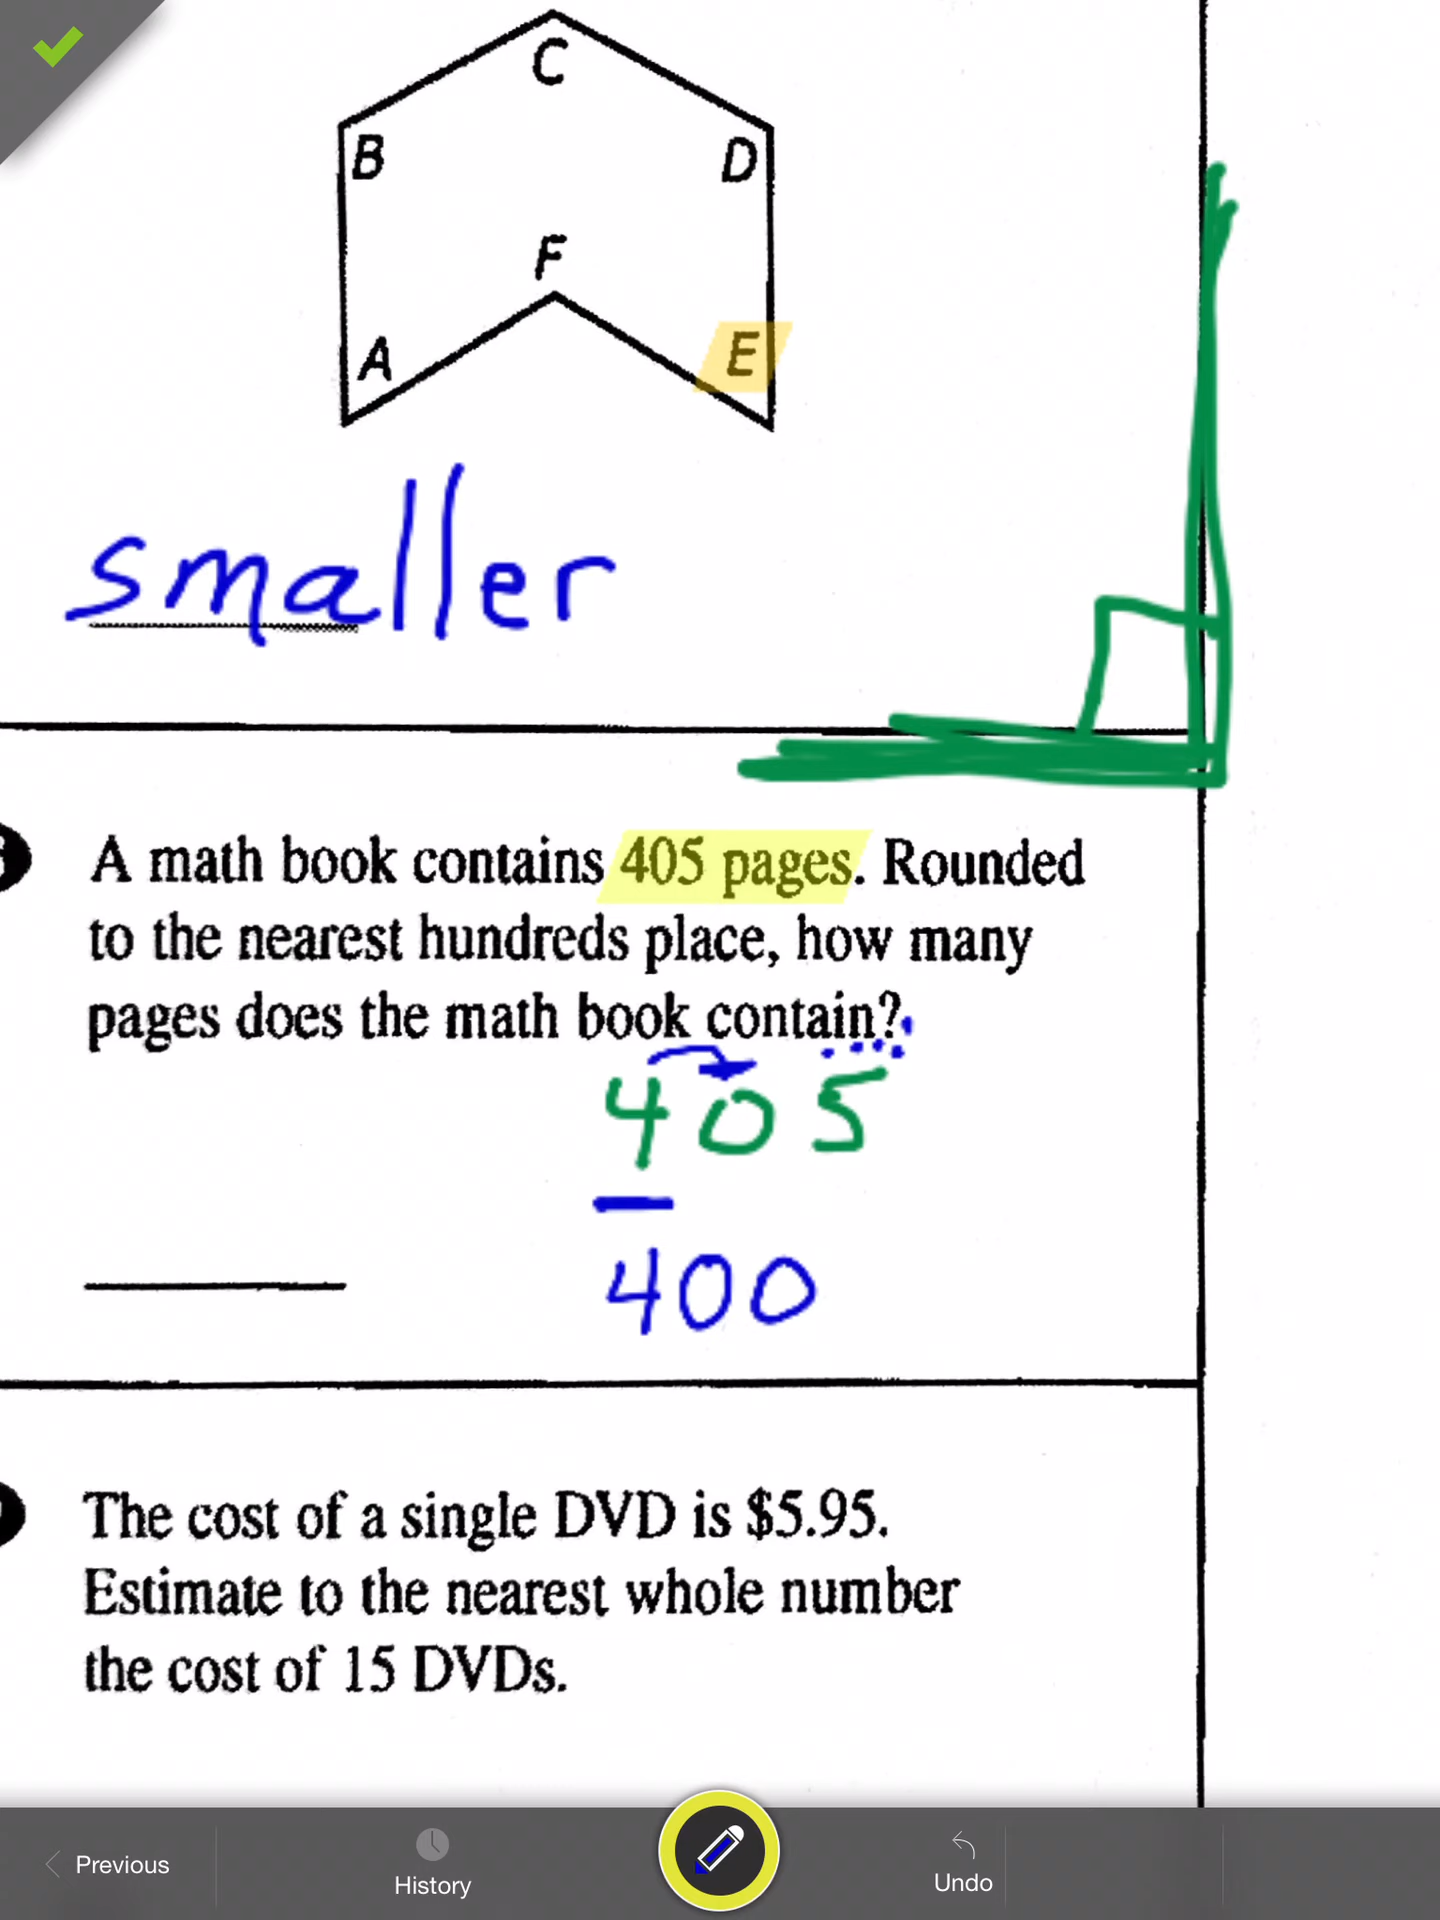 C
B
D
F
A
E
smaller
A math book contains 405 pages. Rounded
to the nearest hundreds place, how many
pages does the math book contain?
405
400
The cost of a single DVD is $5.95.
Estimate to the nearest whole number
the cost of 15 DVDs.
Previous
History
Undo